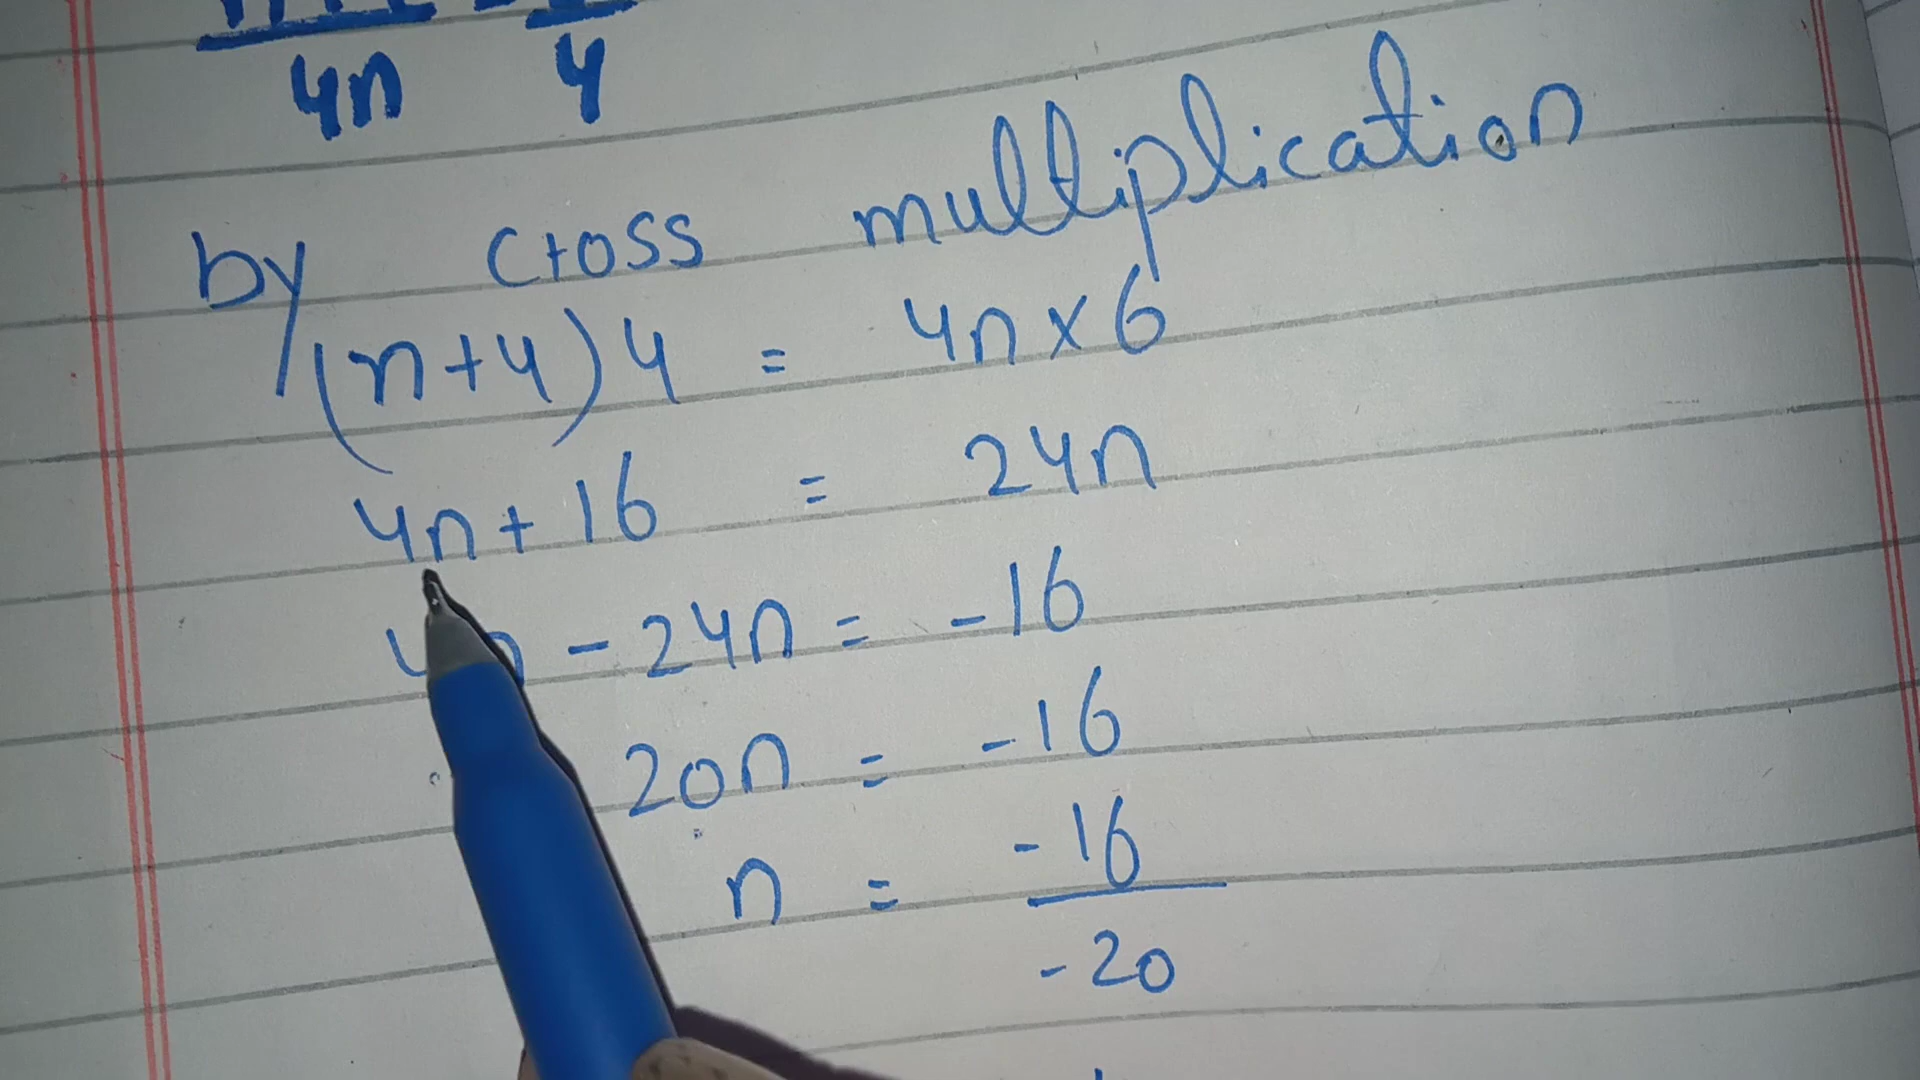 4n 4
by cross multiplication
(n+4)4 = 4n×6
4n+16 = 24n
- 24n = -16
20n = -16
n = -16
-20